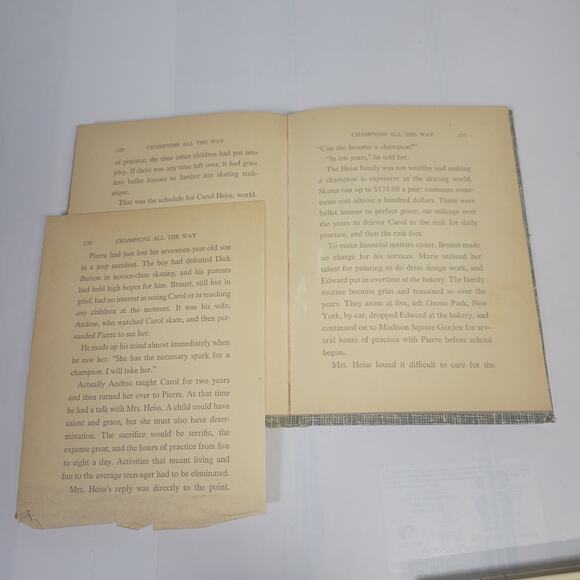 128 CHAMPIONS ALL THE WAY
of practice, the time other children had put into
play. If there was any time left over, it had gone
into ballet lessons to further her skating tech-
nique.
That was the schedule for Carol Heiss, world.
130 CHAMPIONS ALL THE WAY
Pierre had just lost his seventeen-year-old son
in a jeep accident. The boy had defeated Dick
Button in novice-class skating, and his parents
had held high hopes for him. Brunet, still lost in
grief, had no interest in seeing Carol or in teaching
any children at the time. It was his wife,
Andree, who watched Carol skate, and then per-
suaded Pierre to see her.
He made up his mind almost immediately when
he saw her. "She has the necessary spark for a
champion. I will take her."
Actually Andree taught Carol for two years
and then turned her over to Pierre. At that time
he had a talk with Mrs. Heiss. A child could have
talent and grace, but she must also have deter-
mination. The sacrifice would be terrific, the
expense great, and the hours of practice from five
to eight a day. Activities that meant living and
fun to the average teen-ager had to be eliminated.
Mrs. Heiss's reply was directly to the point.
CHAMPIONS ALL THE WAY 131
"Can she become a champion?"
"In ten years," he told her.
The Heiss family was not wealthy and making
a champion is expensive in the skating world.
Skates run up to $135.00 a pair, costumes some-
times cost almost a hundred dollars. There were
ballet lessons to perfect grace, car mileage over
the years to deliver Carol to the rink for daily
practice, and then the rink fees.
To make financial matters easier, Brunet made
no charge for his services. Marie utilized her
talent for painting to do dress design work, and
Edward put in overtime at the bakery. The family
routine became grim and remained so over the
years. They arose at five, left Ozone Park, New
York, by car, dropped Edward at the bakery, and
continued on to Madison Square Garden for sev-
eral hours of practice with Pierre before school
began.
Mrs. Heiss found it difficult to care for the